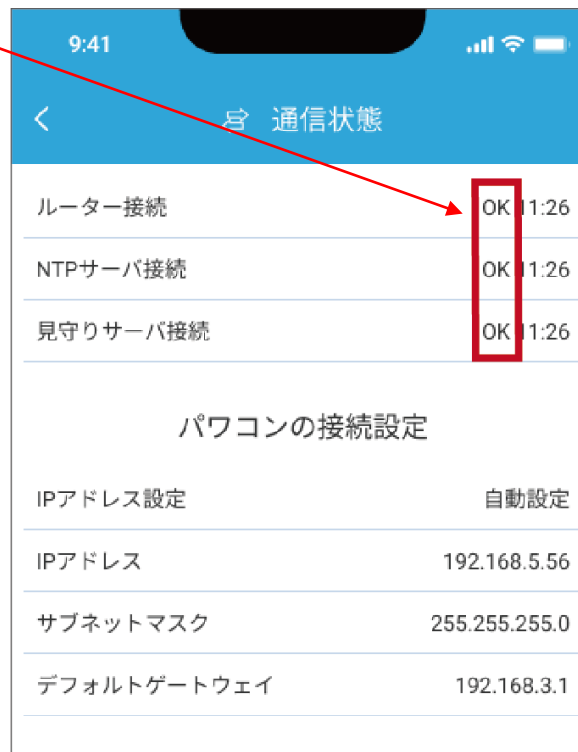 9:41
通信状態
ルーター接続 OK 11:26
NTPサーバ接続 OK 11:26
見守りサーバ接続 OK 11:26
パワコンの接続設定
IPアドレス設定 自動設定
IPアドレス 192.168.5.56
サブネットマスク 255.255.255.0
デフォルトゲートウェイ 192.168.3.1